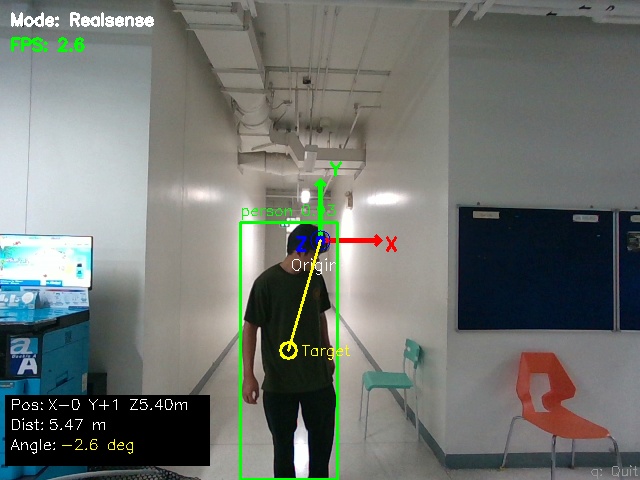 Mode: Realsense
FPS: 2.6
Y
person
Z
X
Origin
Target
a
A
Pos: X-0 Y+1 Z5.40m
Dist: 5.47 m
Angle: -2.6 deg
q: Quit